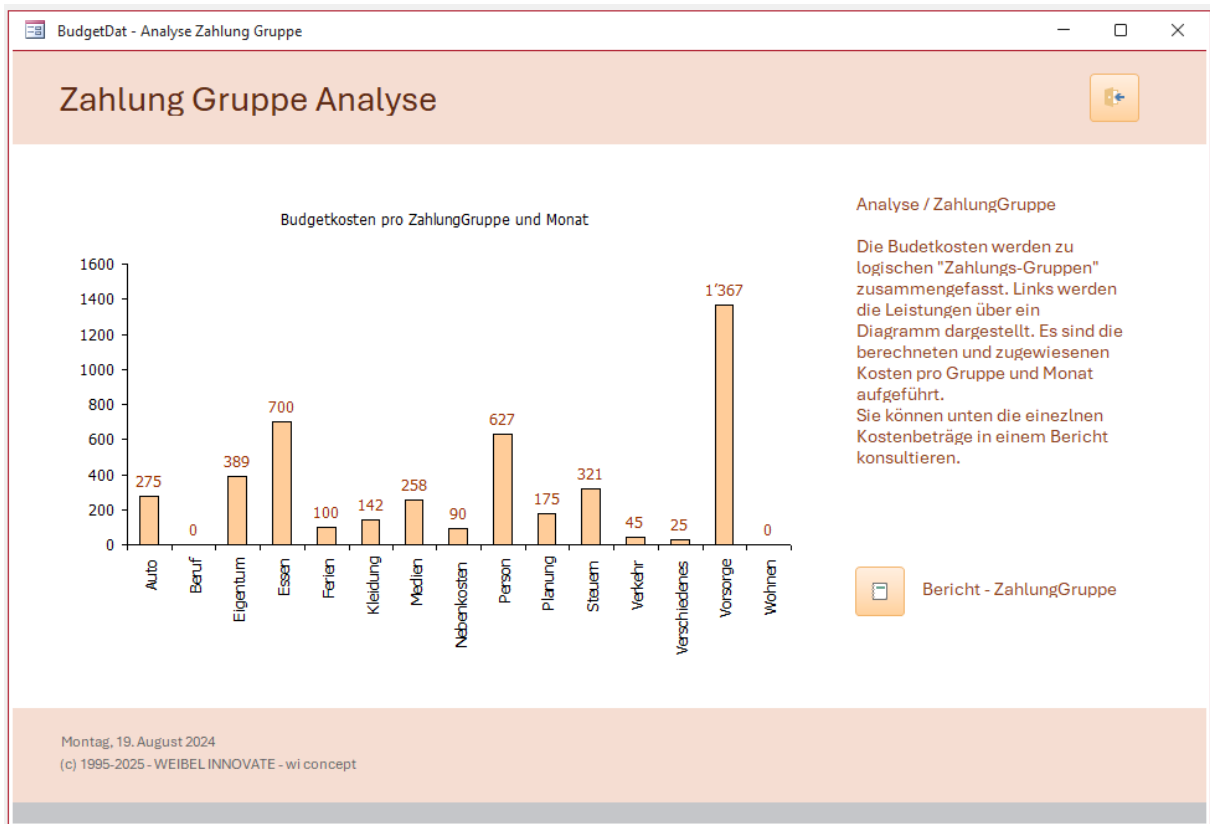 BudgetDat - Analyse Zahlung Gruppe
Zahlung Gruppe Analyse
Budgetkosten pro ZahlungGruppe und Monat
1600
1400
1200
1000
800
600
400
200
0
275
0
389
700
100
142
258
90
627
175
321
45
25
1’367
0
Auto
Beruf
Eigentum
Essen
Ferien
Kleidung
Medien
Nebenkosten
Person
Planung
Steuern
Verkehr
Verschiedenes
Vorsorge
Wohnen
Analyse / ZahlungGruppe
Die Budetkosten werden zu
logischen "Zahlungs-Gruppen"
zusammengefasst. Links werden
die Leistungen über ein
Diagramm dargestellt. Es sind die
berechneten und zugewiesenen
Kosten pro Gruppe und Monat
aufgeführt.
Sie können unten die einezlnen
Kostenbeträge in einem Bericht
konsultieren.
Bericht - ZahlungGruppe
Montag, 19. August 2024
(c) 1995-2025 - WEIBEL INNOVATE - wi concept